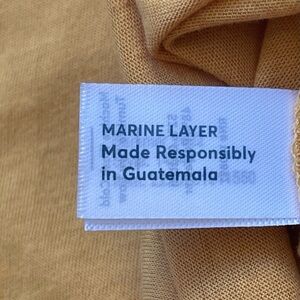 MARINE LAYER
Made Responsibly
in Guatemala